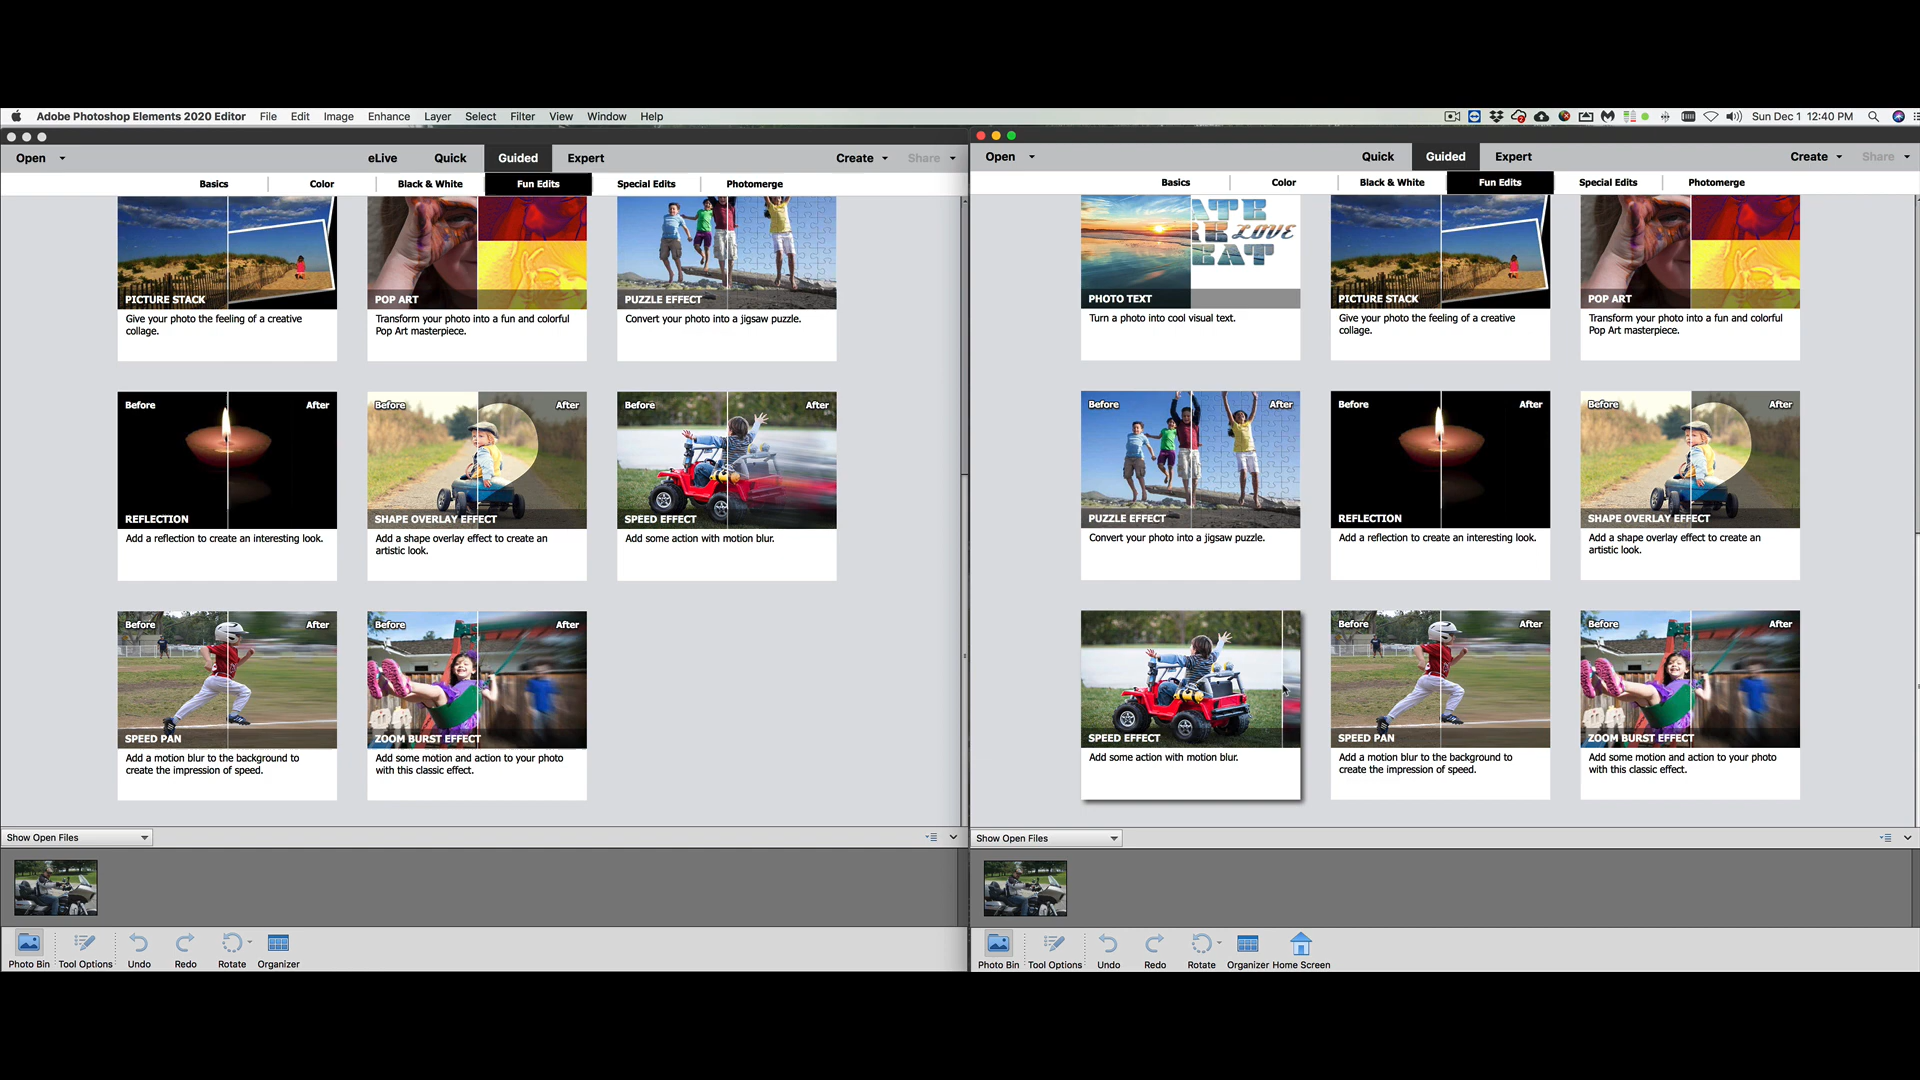 Adobe Photoshop Elements 2020 Editor File Edit Image Enhance Layer Select Filter View Window Help
Sun Dec 1 12:40 PM
Open
eLive Quick Guided Expert
Create Share
Basics Color Black & White Fun Edits Special Edits Photomerge
PICTURE STACK
Give your photo the feeling of a creative
collage.
POP ART
Transform your photo into a fun and colorful
Pop Art masterpiece.
PUZZLE EFFECT
Convert your photo into a jigsaw puzzle.
Before After
REFLECTION
Add a reflection to create an interesting look.
Before After
SHAPE OVERLAY EFFECT
Add a shape overlay effect to create an
artistic look.
Before After
SPEED EFFECT
Add some action with motion blur.
Before After
SPEED PAN
Add a motion blur to the background to
create the impression of speed.
Before After
ZOOM BURST EFFECT
Add some motion and action to your photo
with this classic effect.
Show Open Files
Photo Bin Tool Options Undo Redo Rotate Organizer
Open
Quick Guided Expert
Create Share
Basics Color Black & White Fun Edits Special Edits Photomerge
LOVE
EAT
PHOTO TEXT
Turn a photo into cool visual text.
PICTURE STACK
Give your photo the feeling of a creative
collage.
POP ART
Transform your photo into a fun and colorful
Pop Art masterpiece.
Before After
PUZZLE EFFECT
Convert your photo into a jigsaw puzzle.
Before After
REFLECTION
Add a reflection to create an interesting look.
Before After
SHAPE OVERLAY EFFECT
Add a shape overlay effect to create an
artistic look.
SPEED EFFECT
Add some action with motion blur.
Before After
SPEED PAN
Add a motion blur to the background to
create the impression of speed.
Before After
ZOOM BURST EFFECT
Add some motion and action to your photo
with this classic effect.
Show Open Files
Photo Bin Tool Options Undo Redo Rotate Organizer Home Screen